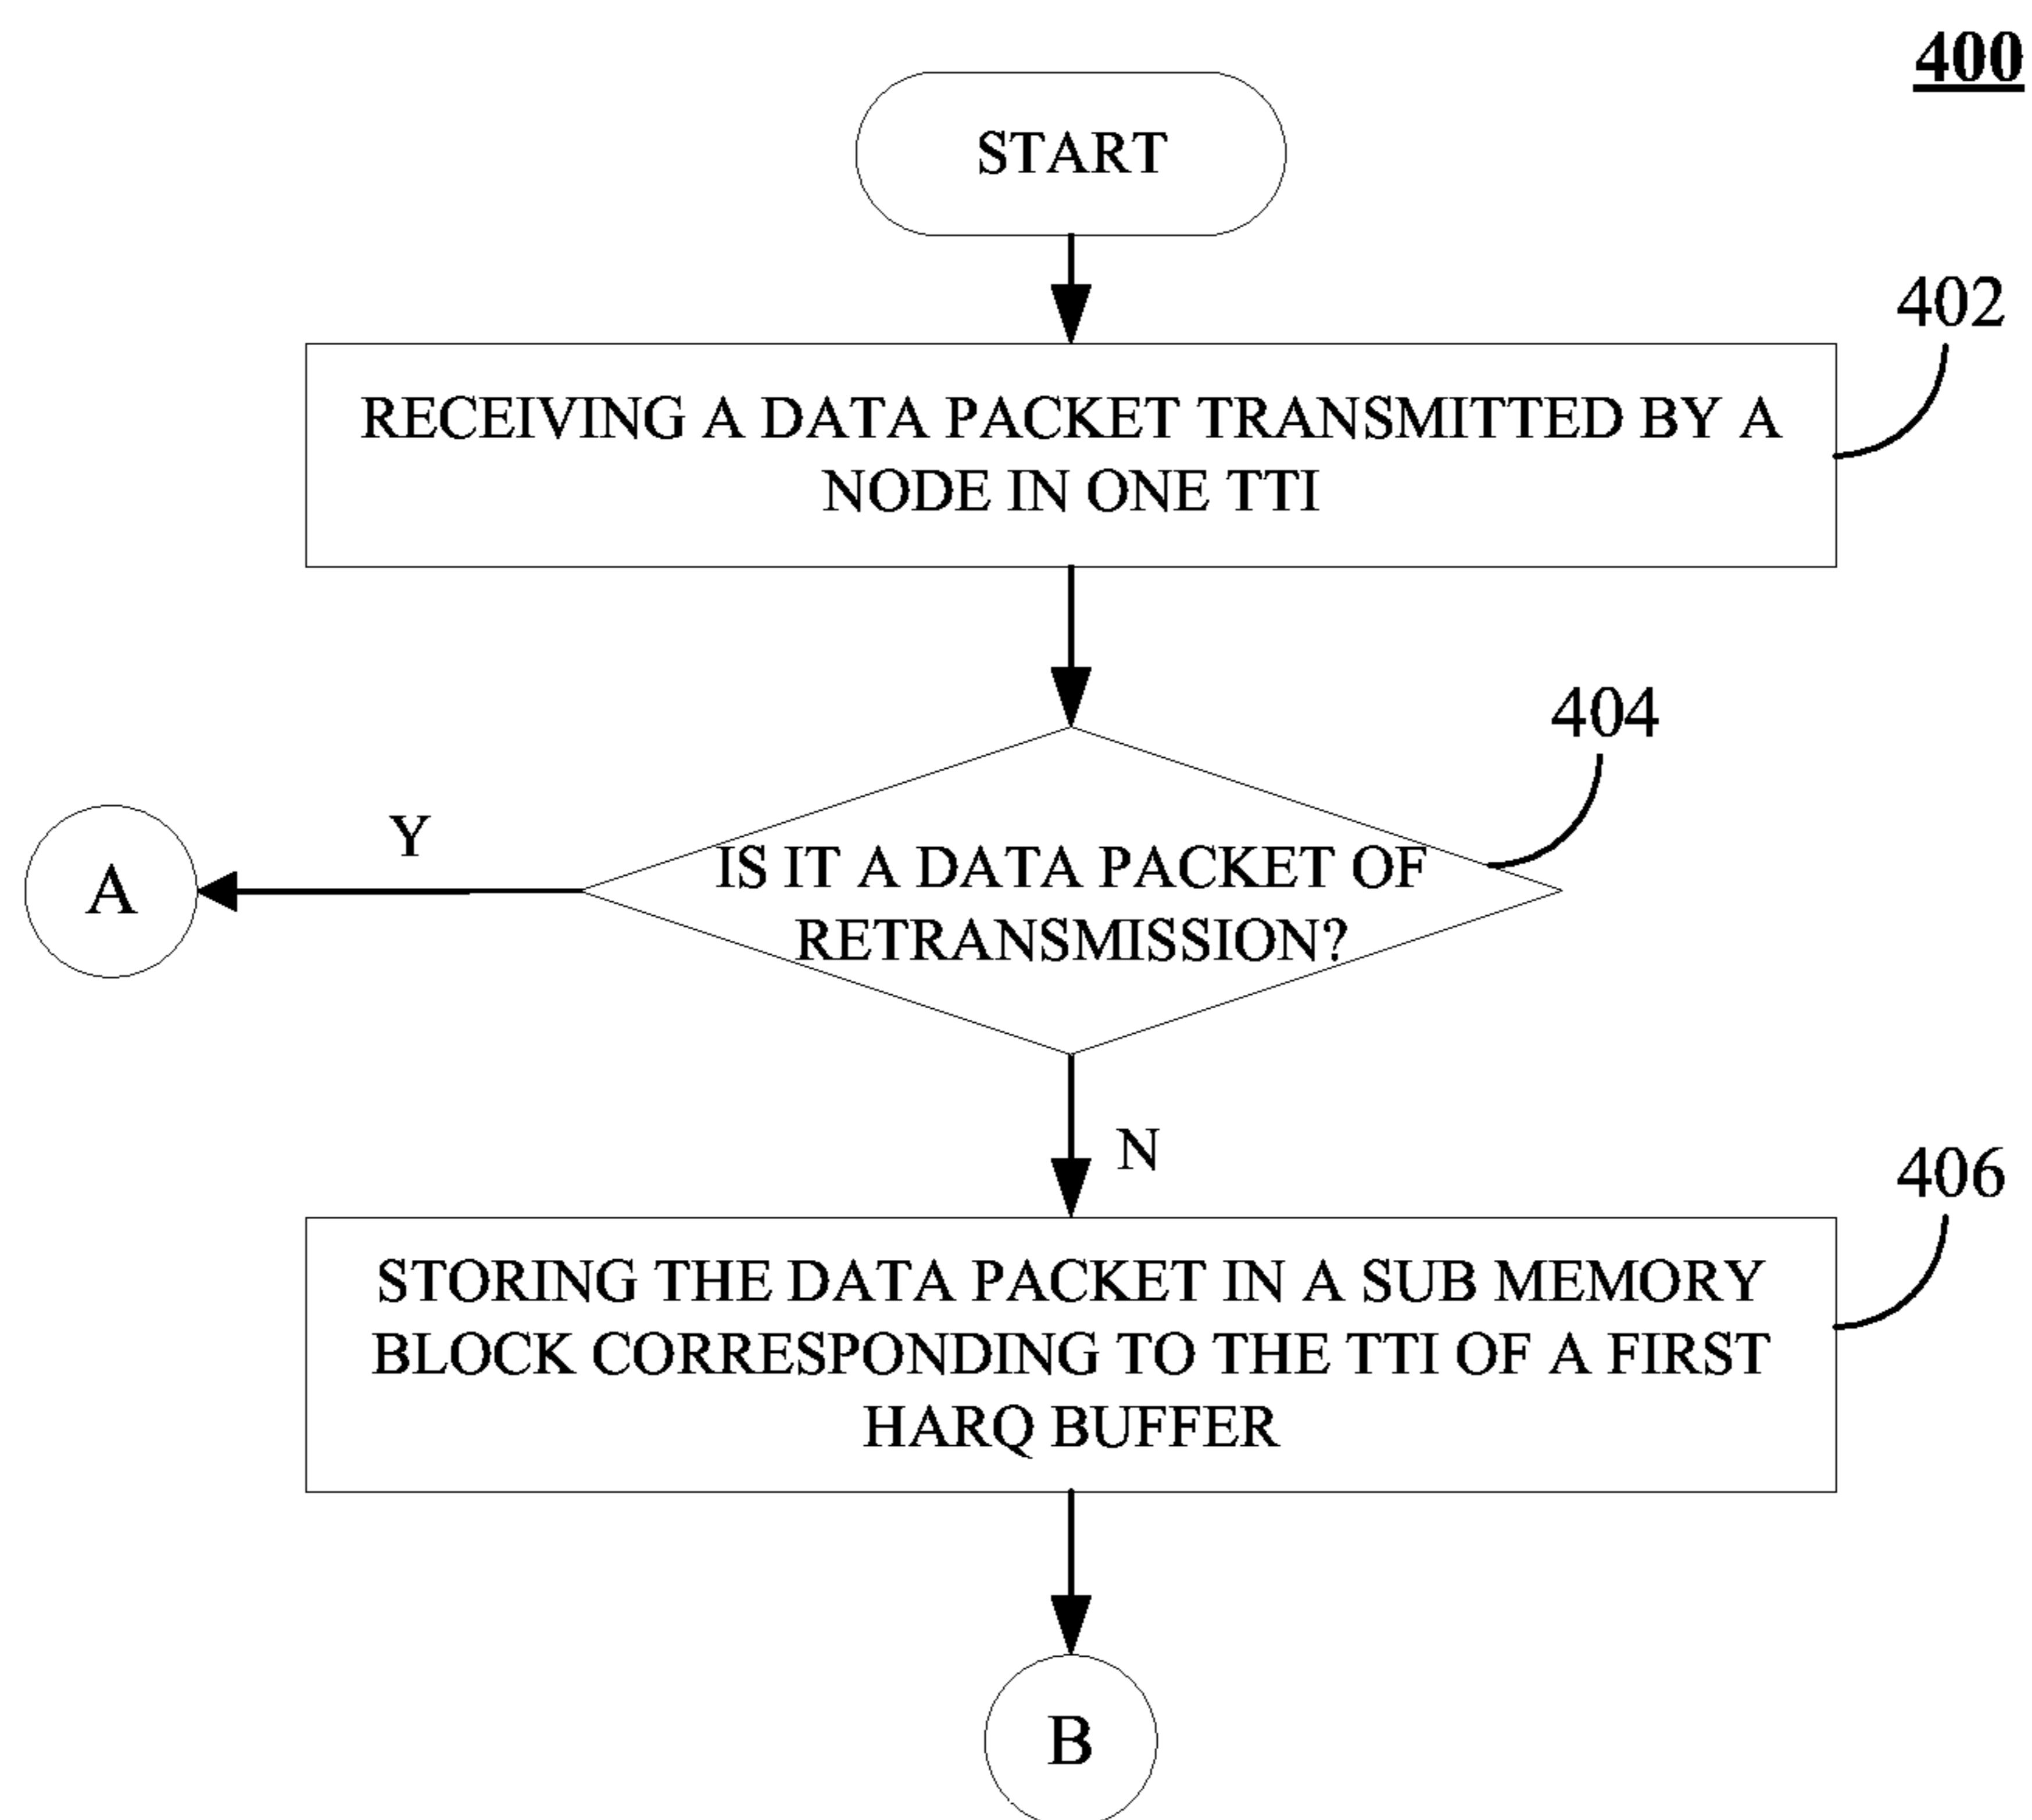 400
START
402
RECEIVING A DATA PACKET TRANSMITTED BY A
NODE IN ONE TTI
404
Y
A
IS IT A DATA PACKET OF
RETRANSMISSION?
N
406
STORING THE DATA PACKET IN A SUB MEMORY
BLOCK CORRESPONDING TO THE TTI OF A FIRST
HARQ BUFFER
B